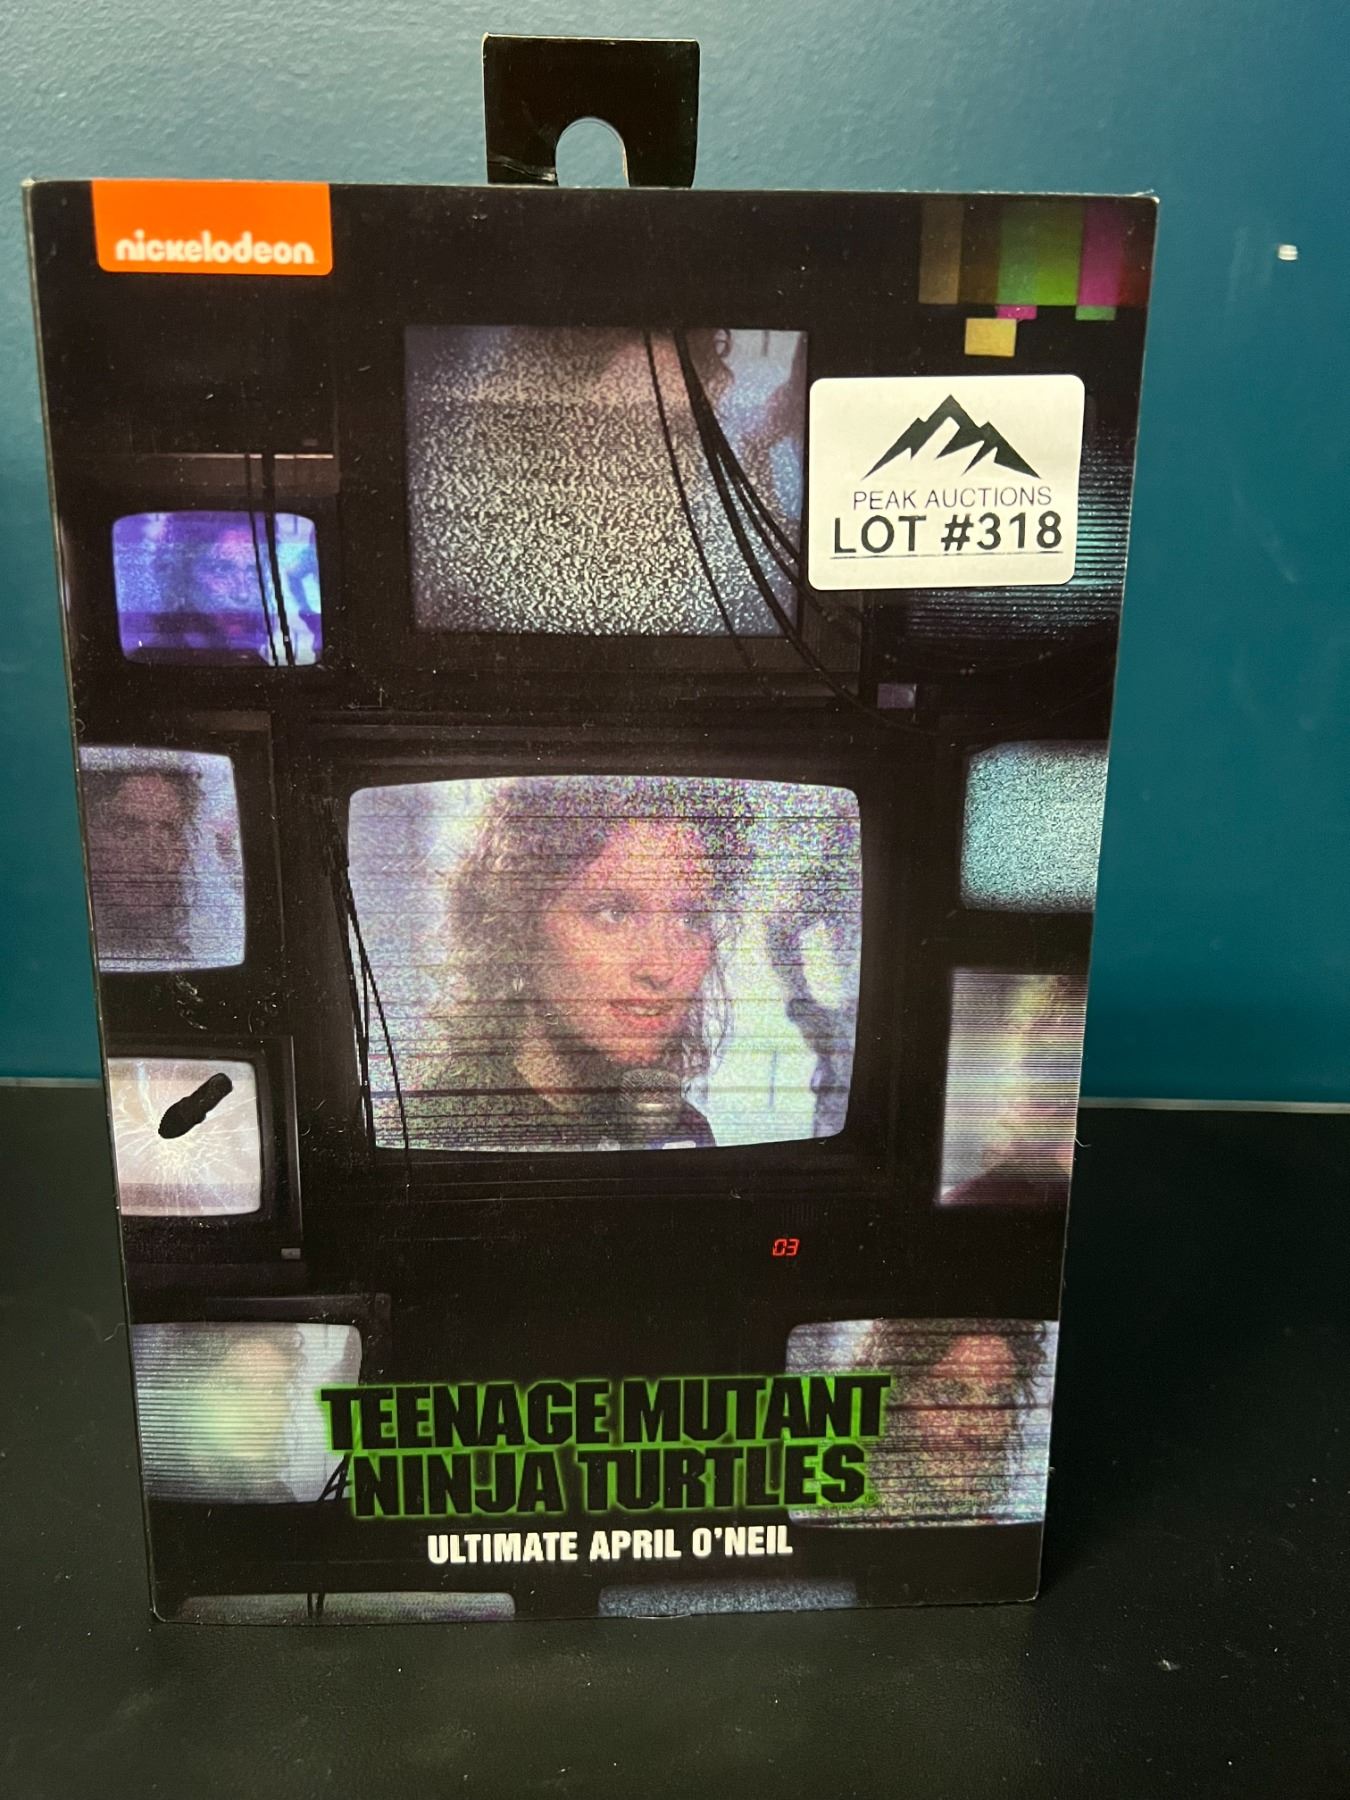 nickelodeon
PEAK AUCTIONS
LOT #318
03
TEENAGE MUTANT
NINJA TURTLES®
ULTIMATE APRIL O'NEIL